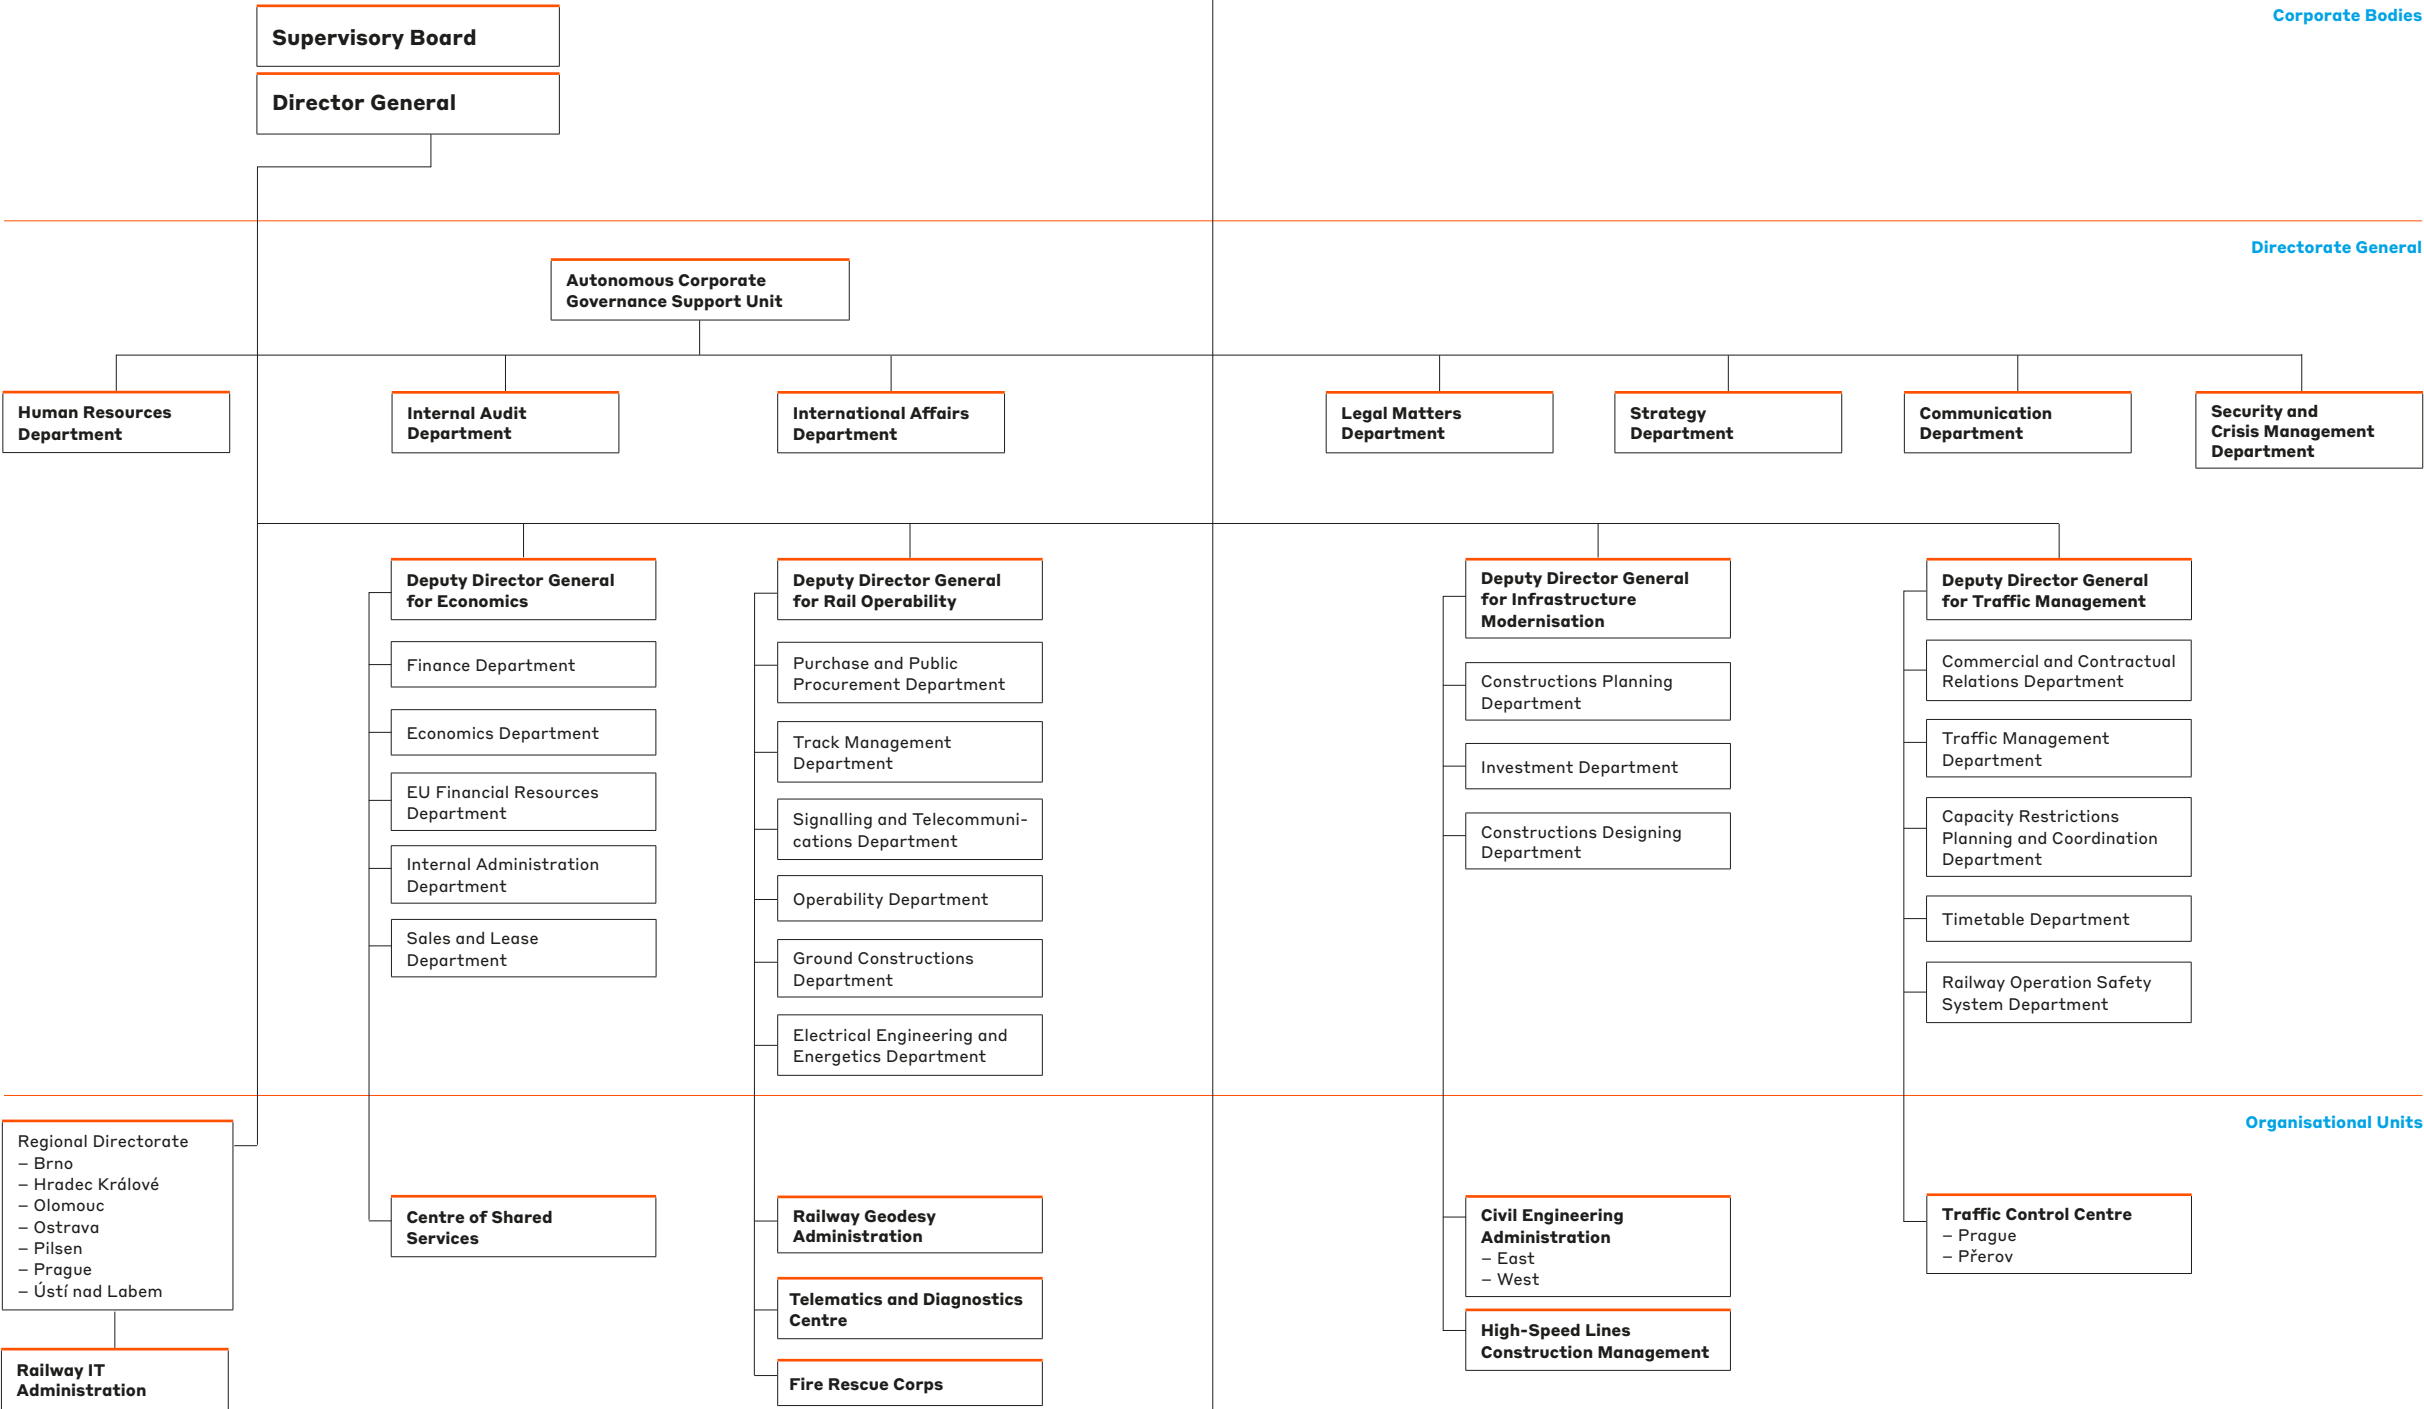 Corporate Bodies
Supervisory Board
Director General
Directorate General
Autonomous Corporate
Governance Support Unit
Human Resources
Department
Internal Audit
Department
International Affairs
Department
Legal Matters
Department
Strategy
Department
Communication
Department
Security and
Crisis Management
Department
Deputy Director General
for Economics
Finance Department
Economics Department
EU Financial Resources
Department
Internal Administration
Department
Sales and Lease
Department
Deputy Director General
for Rail Operability
Purchase and Public
Procurement Department
Track Management
Department
Signalling and Telecommuni-
cations Department
Operability Department
Ground Constructions
Department
Electrical Engineering and
Energetics Department
Deputy Director General
for Infrastructure
Modernisation
Constructions Planning
Department
Investment Department
Constructions Designing
Department
Deputy Director General
for Traffic Management
Commercial and Contractual
Relations Department
Traffic Management
Department
Capacity Restrictions
Planning and Coordination
Department
Timetable Department
Railway Operation Safety
System Department
Organisational Units
Regional Directorate
– Brno
– Hradec Králové
– Olomouc
– Ostrava
– Pilsen
– Prague
– Ústí nad Labem
Railway IT
Administration
Centre of Shared
Services
Railway Geodesy
Administration
Telematics and Diagnostics
Centre
Fire Rescue Corps
Civil Engineering
Administration
– East
– West
High-Speed Lines
Construction Management
Traffic Control Centre
– Prague
– Přerov